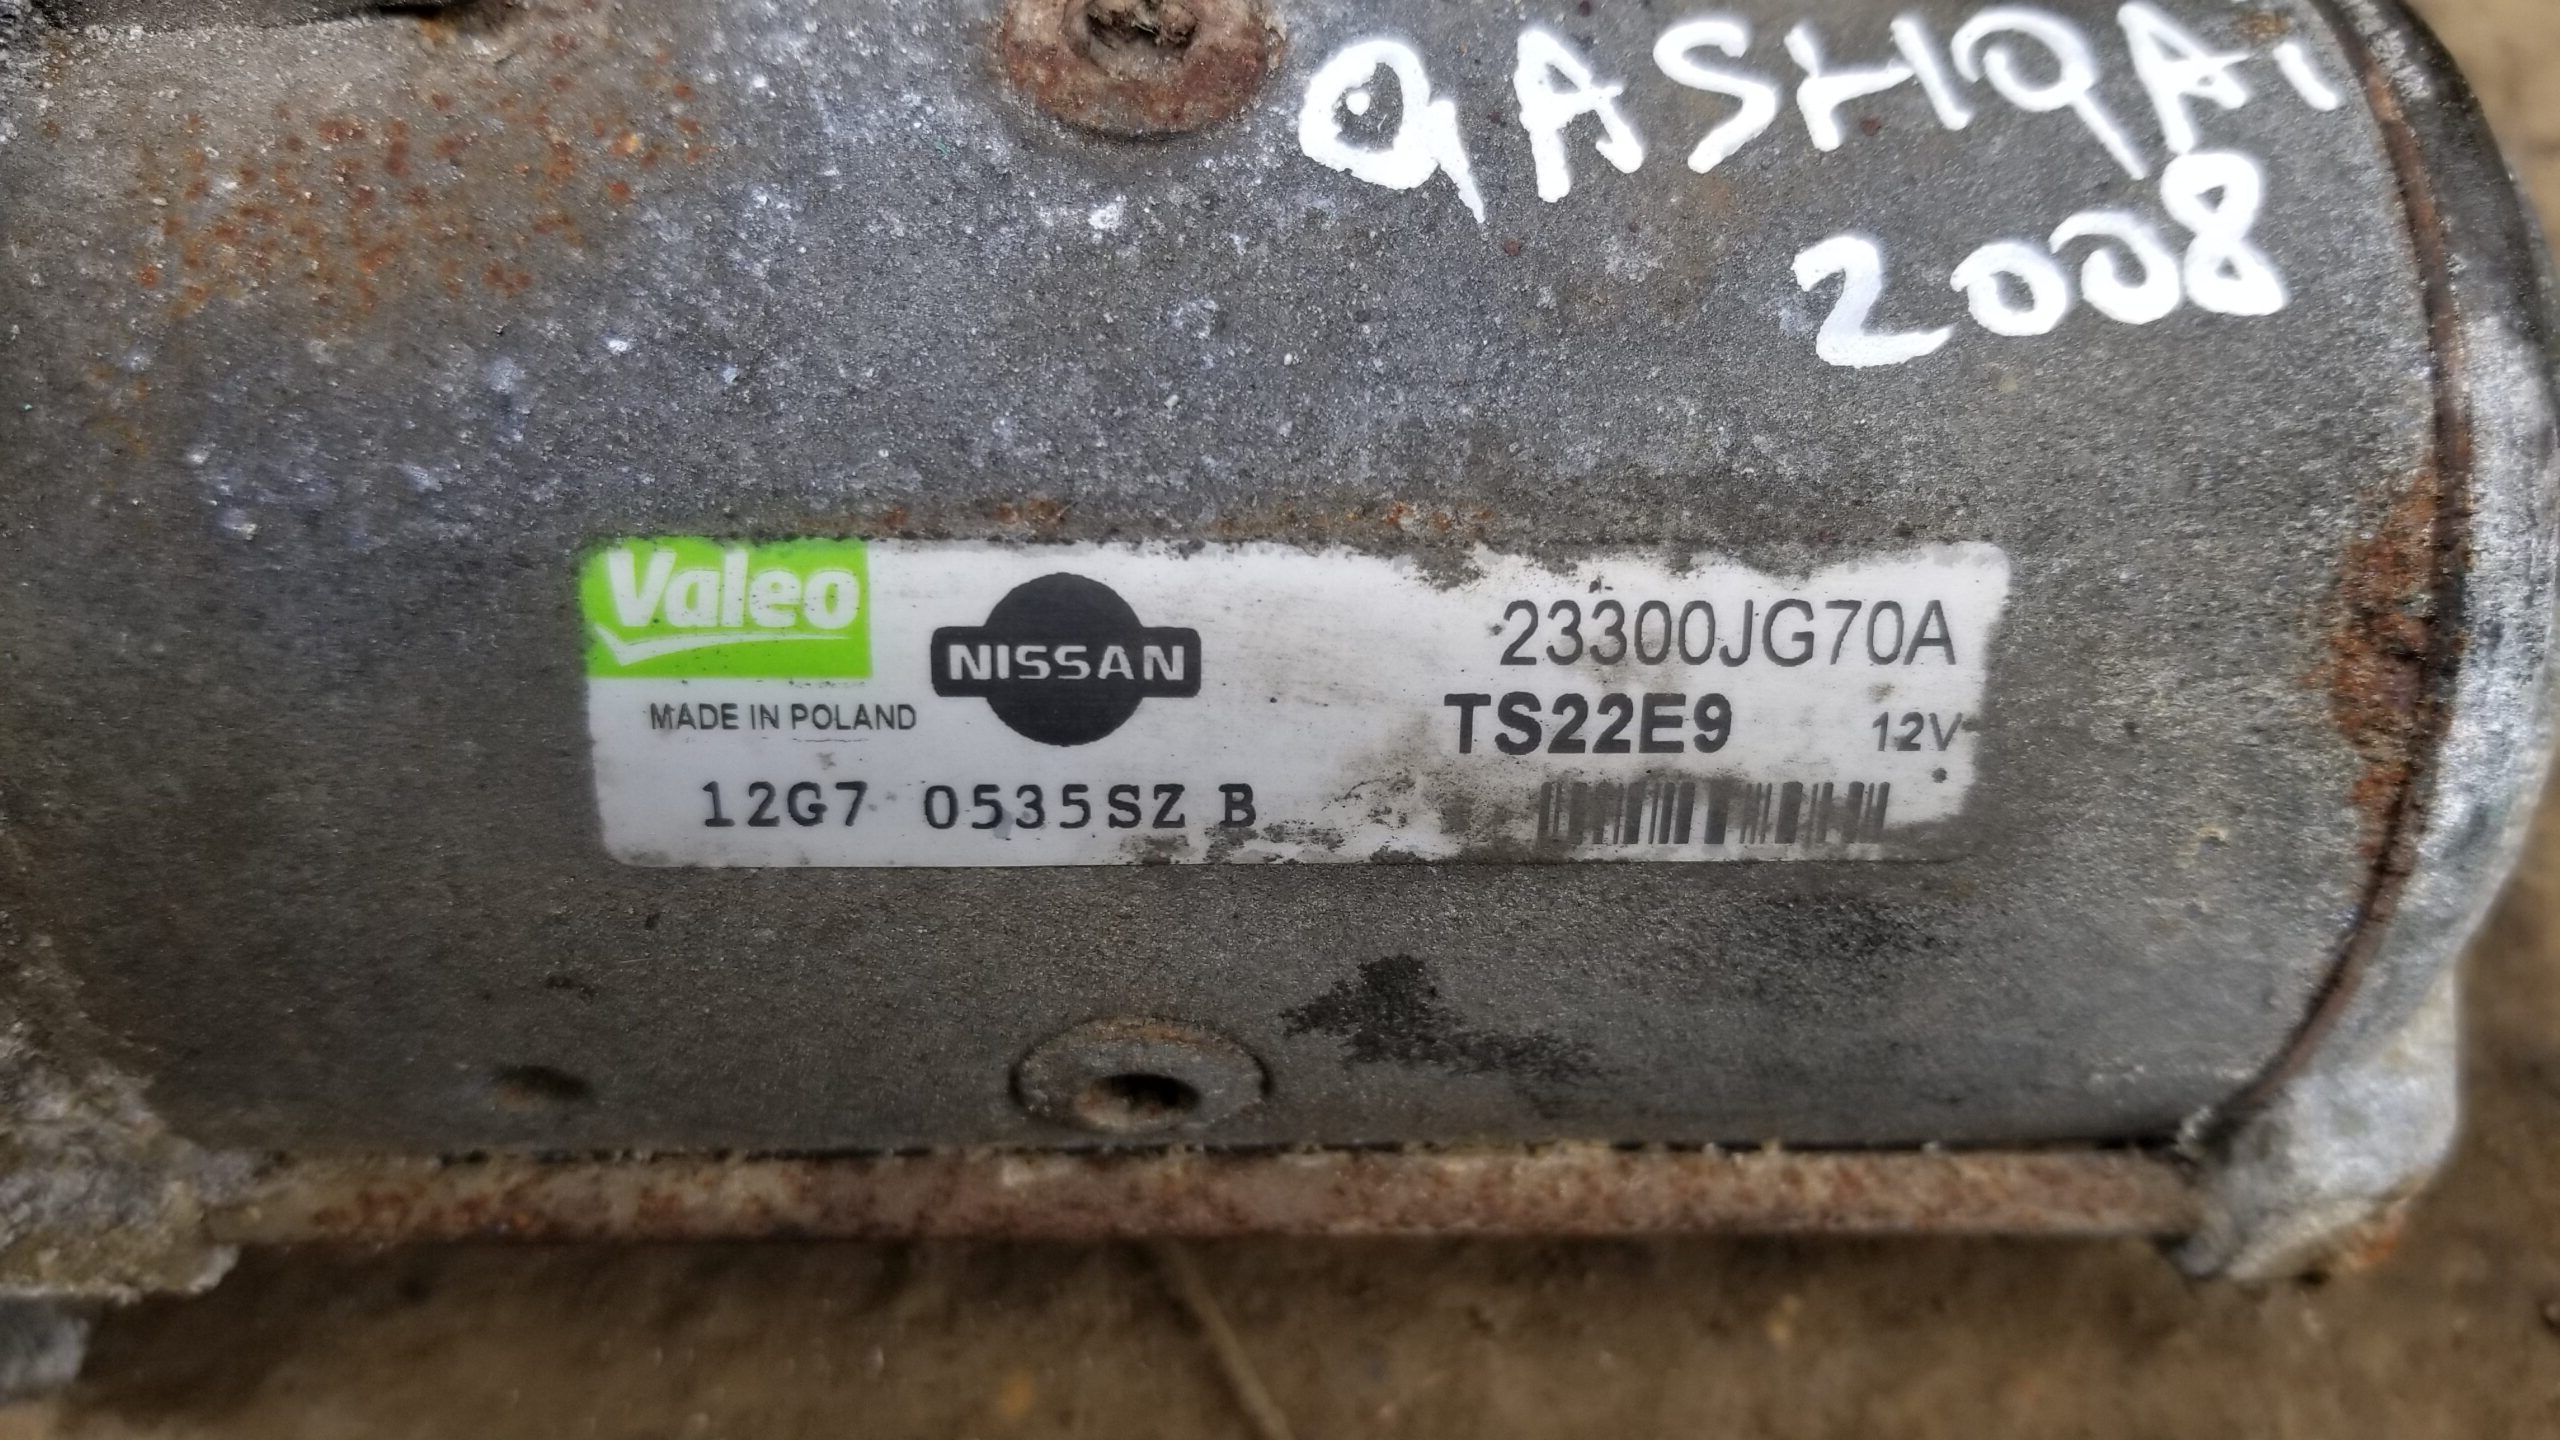 QASHQAI
2008
Valeo
NISSAN
23300JG70A
MADE IN POLAND
TS22E9 12V
12G7 0535SZ B